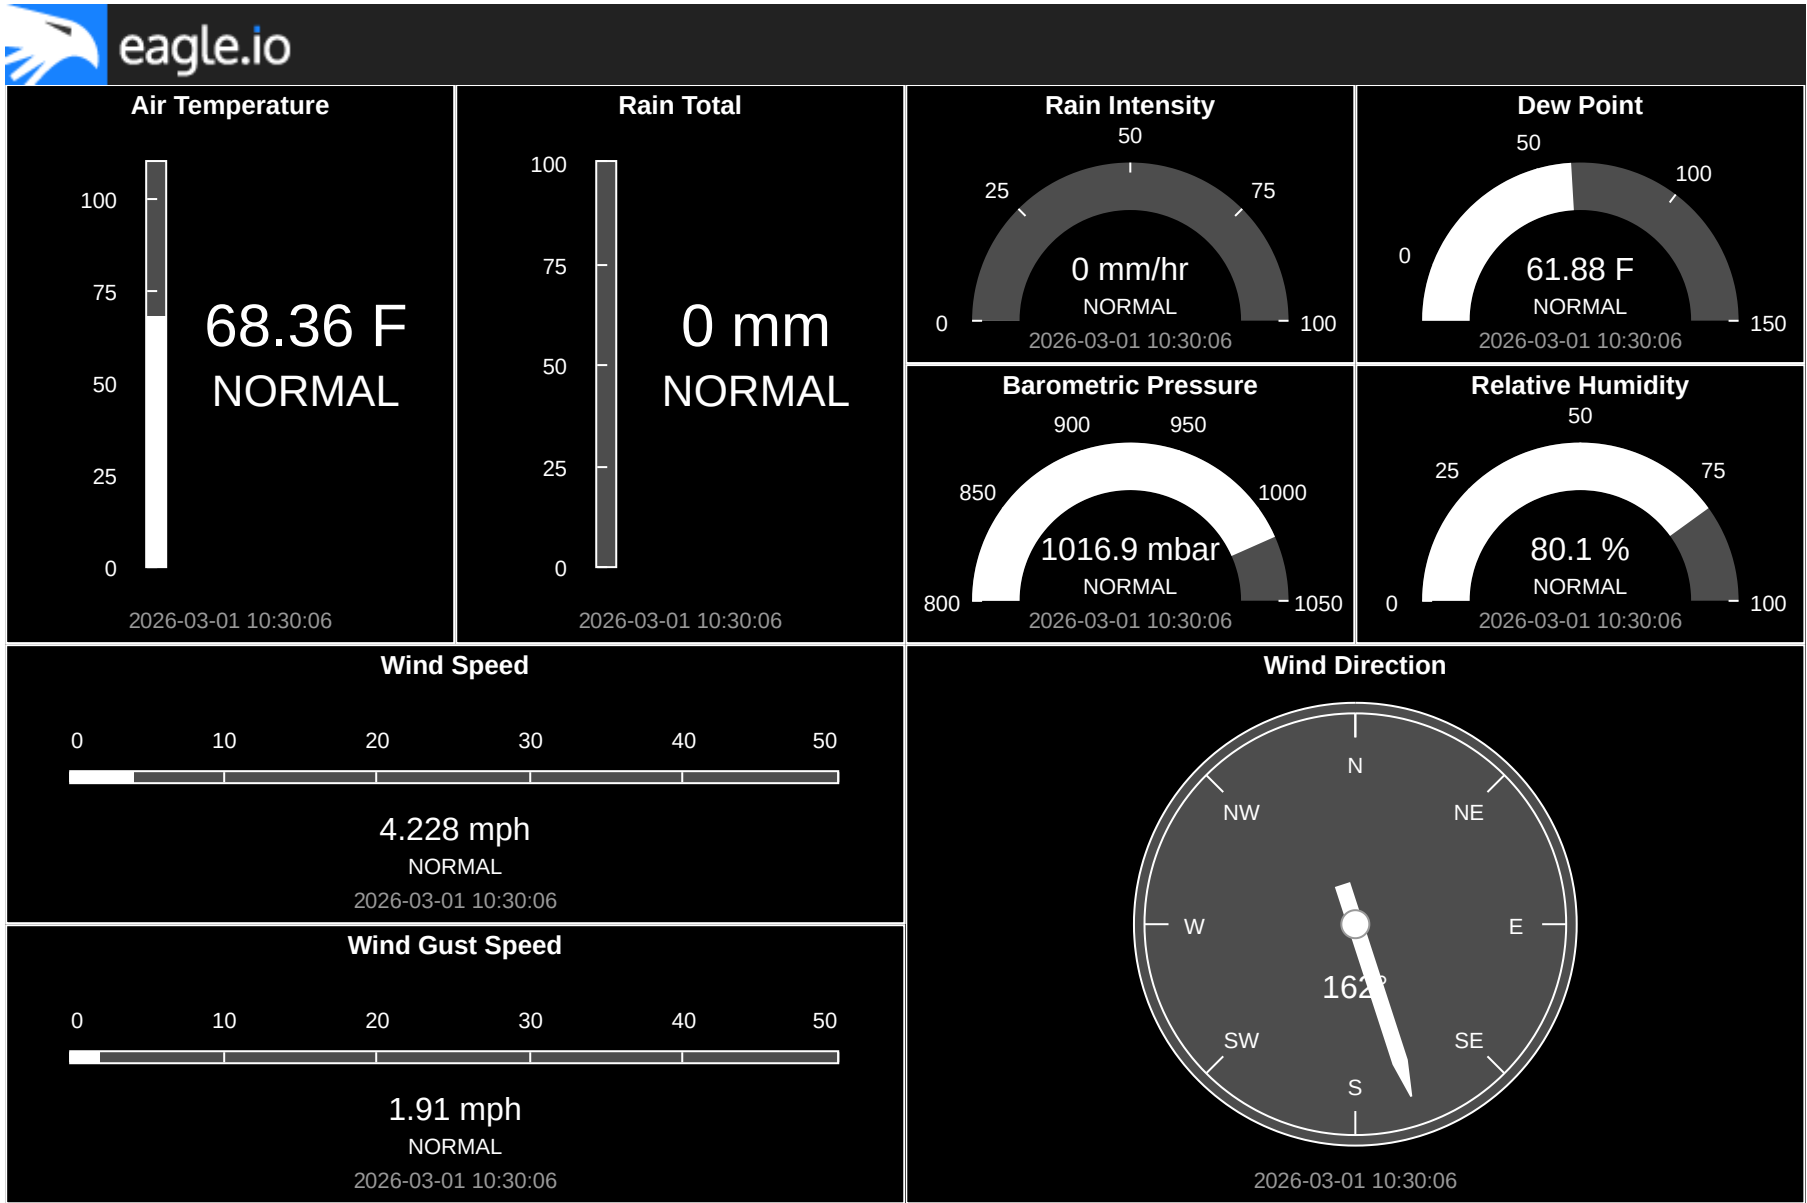 eagle.io
Air Temperature
100
75
50
25
0
68.36 F
NORMAL
2026-03-01 10:30:06
Rain Total
100
75
50
25
0
0 mm
NORMAL
2026-03-01 10:30:06
Rain Intensity
50
25
75
0
100
0 mm/hr
NORMAL
2026-03-01 10:30:06
Dew Point
50
100
0
150
61.88 F
NORMAL
2026-03-01 10:30:06
Barometric Pressure
900
950
850
1000
800
1050
1016.9 mbar
NORMAL
2026-03-01 10:30:06
Relative Humidity
50
25
75
0
100
80.1 %
NORMAL
2026-03-01 10:30:06
Wind Speed
0 10 20 30 40 50
4.228 mph
NORMAL
2026-03-01 10:30:06
Wind Gust Speed
0 10 20 30 40 50
1.91 mph
NORMAL
2026-03-01 10:30:06
Wind Direction
N
NW NE
W E
162°
SW SE
S
2026-03-01 10:30:06